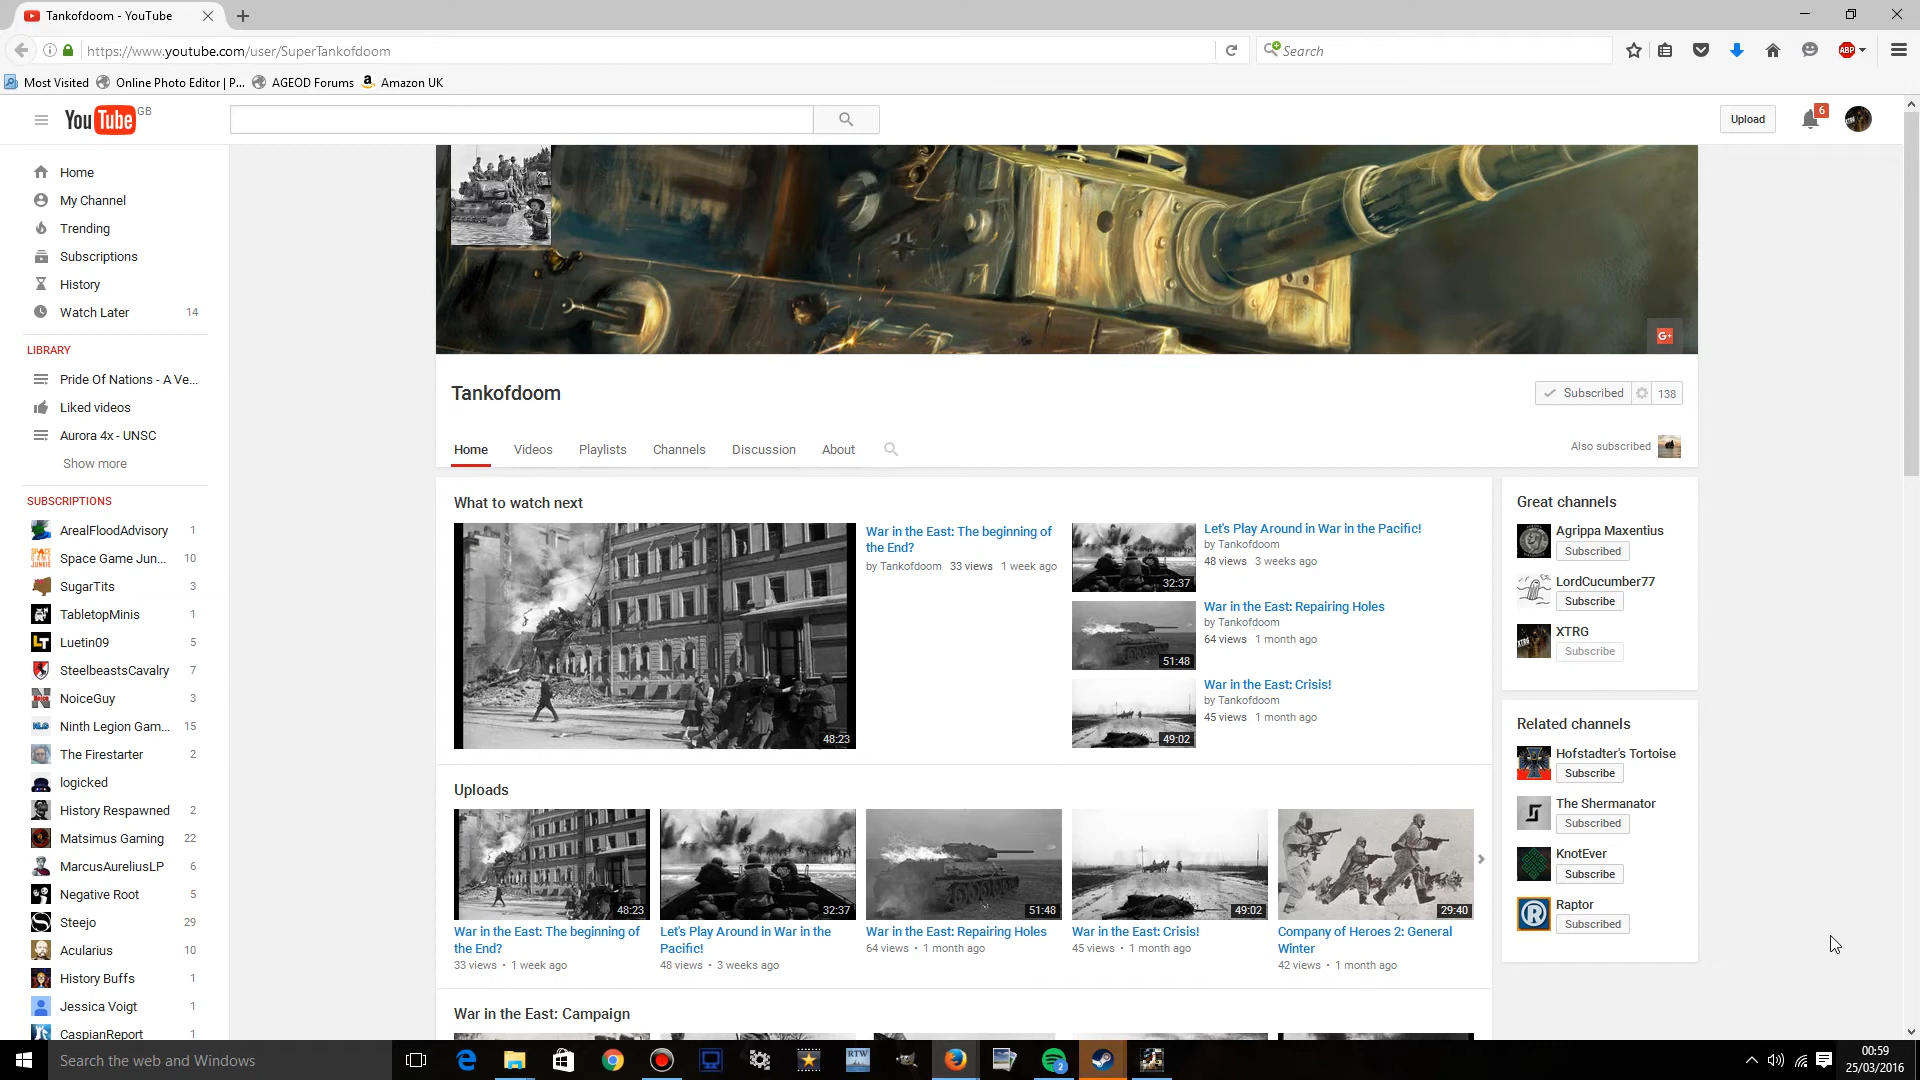 Tankofdoom - YouTube
https://www.youtube.com/user/SuperTankofdoom
Search
ABP
Most Visited
Online Photo Editor | P...
AGEOD Forums
Amazon UK
YouTube GB
Upload
6
Home
My Channel
Trending
Subscriptions
History
Watch Later 14
LIBRARY
Pride Of Nations - A Ve...
Liked videos
Aurora 4x - UNSC
Show more
SUBSCRIPTIONS
ArealFloodAdvisory 1
Space Game Jun... 10
SugarTits 3
TabletopMinis 1
Luetin09 5
SteelbeastsCavalry 7
NoiceGuy 3
Ninth Legion Gam... 15
The Firestarter 2
logicked
History Respawned 2
Matsimus Gaming 22
MarcusAureliusLP 6
Negative Root 5
Steejo 29
Acularius 10
History Buffs 1
Jessica Voigt 1
CaspianReport 1
G+
Tankofdoom
Subscribed 138
Home Videos Playlists Channels Discussion About
Also subscribed
What to watch next
48:23
War in the East: The beginning of
the End?
by Tankofdoom 33 views 1 week ago
32:37
Let's Play Around in War in the Pacific!
by Tankofdoom
48 views 3 weeks ago
51:48
War in the East: Repairing Holes
by Tankofdoom
64 views 1 month ago
49:02
War in the East: Crisis!
by Tankofdoom
45 views 1 month ago
Uploads
48:23
War in the East: The beginning of
the End?
33 views • 1 week ago
32:37
Let's Play Around in War in the
Pacific!
48 views • 3 weeks ago
51:48
War in the East: Repairing Holes
64 views • 1 month ago
49:02
War in the East: Crisis!
45 views • 1 month ago
29:40
Company of Heroes 2: General
Winter
42 views • 1 month ago
War in the East: Campaign
Great channels
Agrippa Maxentius
Subscribed
LordCucumber77
Subscribe
XTRG
Subscribe
Related channels
Hofstadter's Tortoise
Subscribe
The Shermanator
Subscribed
KnotEver
Subscribe
Raptor
Subscribed
Search the web and Windows
RTW
2
00:59
25/03/2016